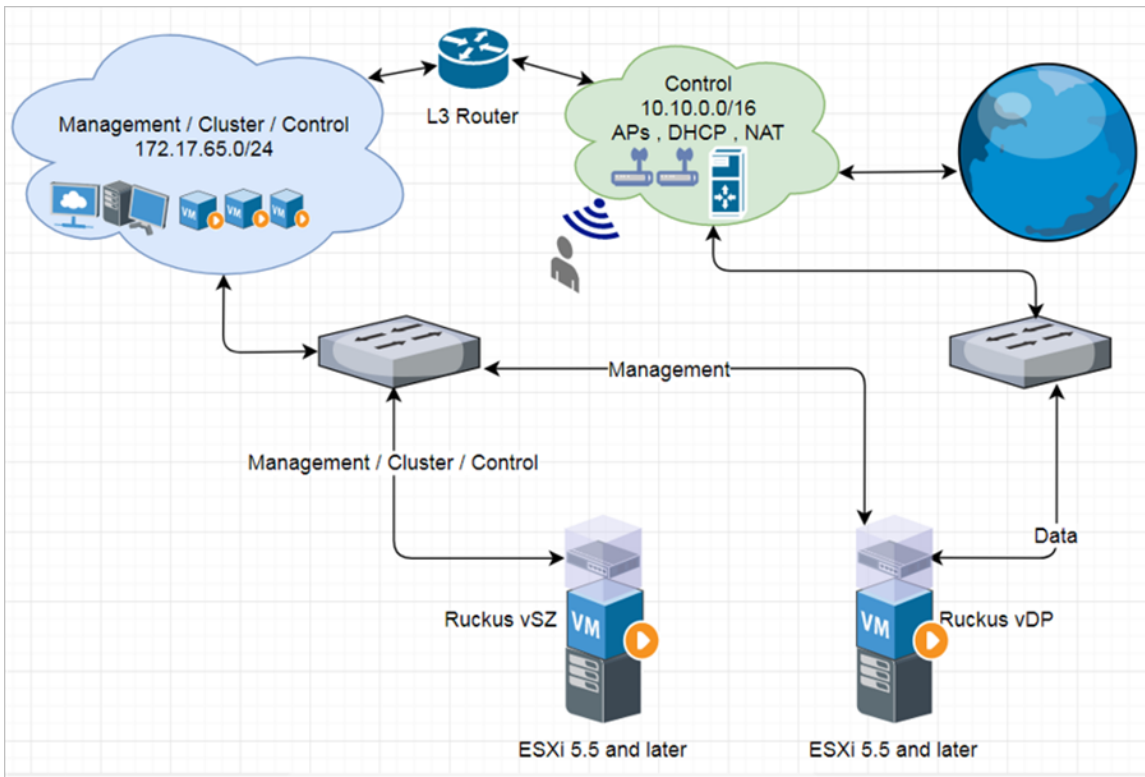 L3 Router
Management / Cluster / Control
172.17.65.0/24
VM
VM
VM
Control
10.10.0.0/16
APs , DHCP , NAT
Management
Management / Cluster / Control
Data
Ruckus vSZ
VM
ESXi 5.5 and later
VM
Ruckus vDP
ESXi 5.5 and later